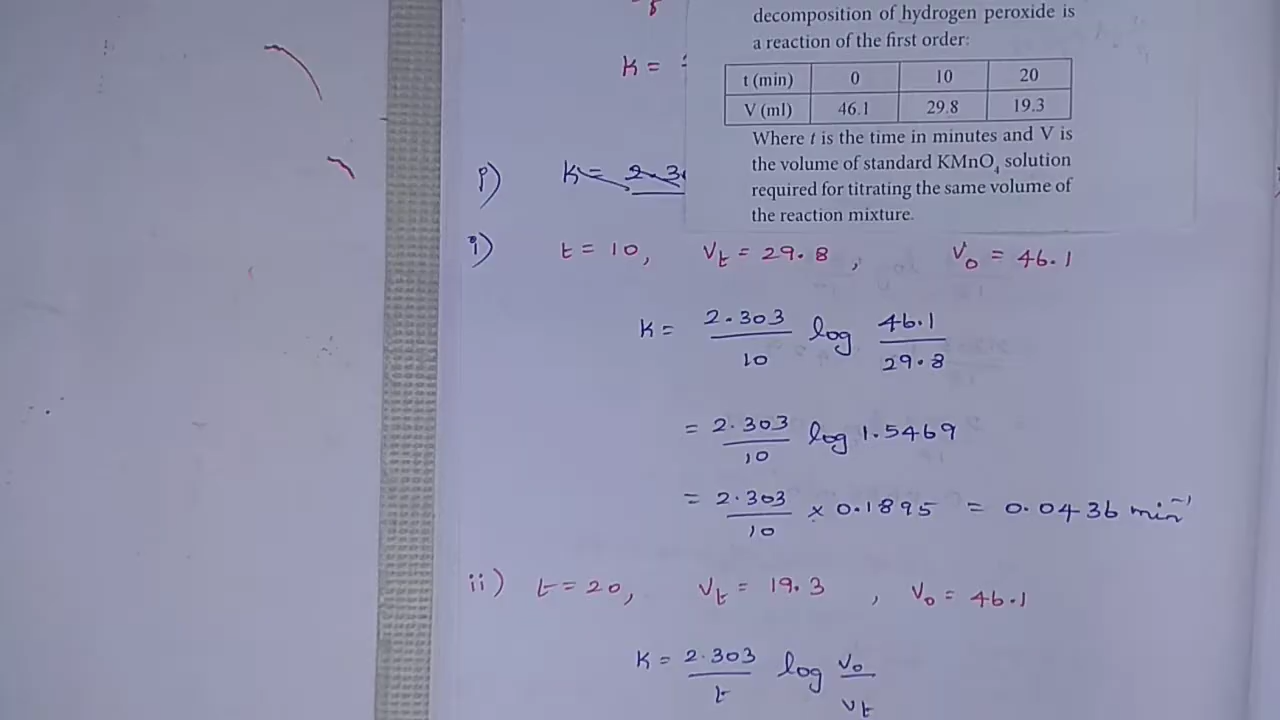 decomposition of hydrogen peroxide is
a reaction of the first order:
K =
t (min) 0 10 20
V (ml) 46.1 29.8 19.3
Where t is the time in minutes and V is
the volume of standard KMnO4 solution
required for titrating the same volume of
the reaction mixture.
i) K = 2.30
i) t = 10, Vt = 29.8, V0 = 46.1
K = 2.303/10 log 46.1/29.8
= 2.303/10 log 1.5469
= 2.303/10 × 0.1895 = 0.0436 min⁻¹
ii) t = 20, Vt = 19.3, V0 = 46.1
K = 2.303/t log V0/Vt